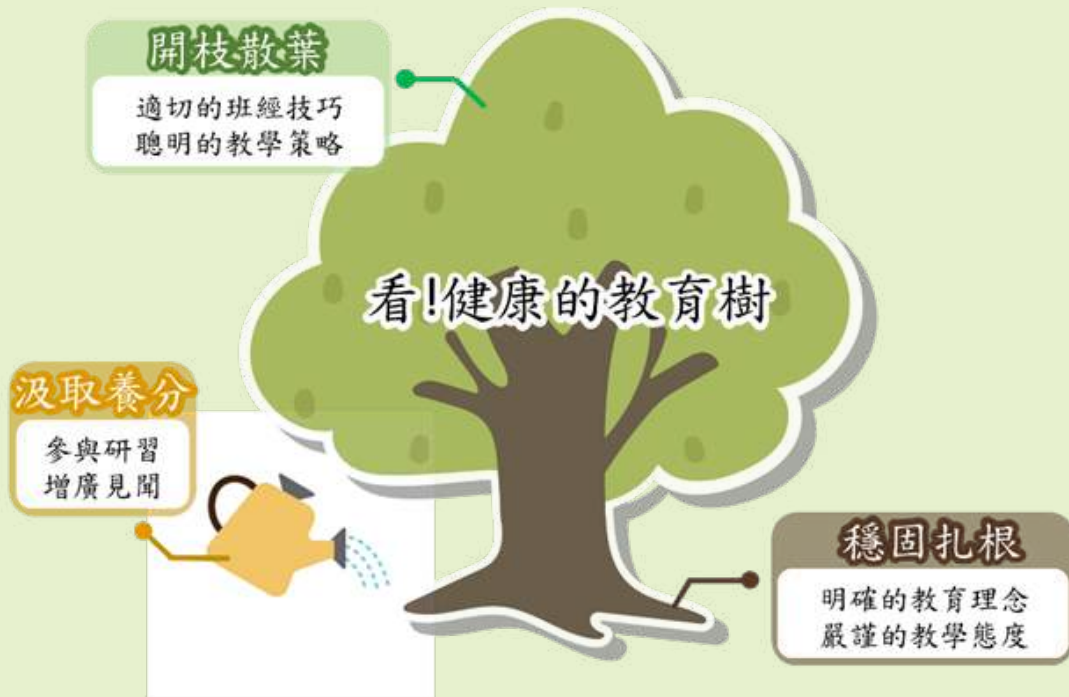 開枝散葉
適切的班經技巧
聰明的教學策略
看!健康的教育樹
汲取養分
參與研習
增廣見聞
穩固扎根
明確的教育理念
嚴謹的教學態度